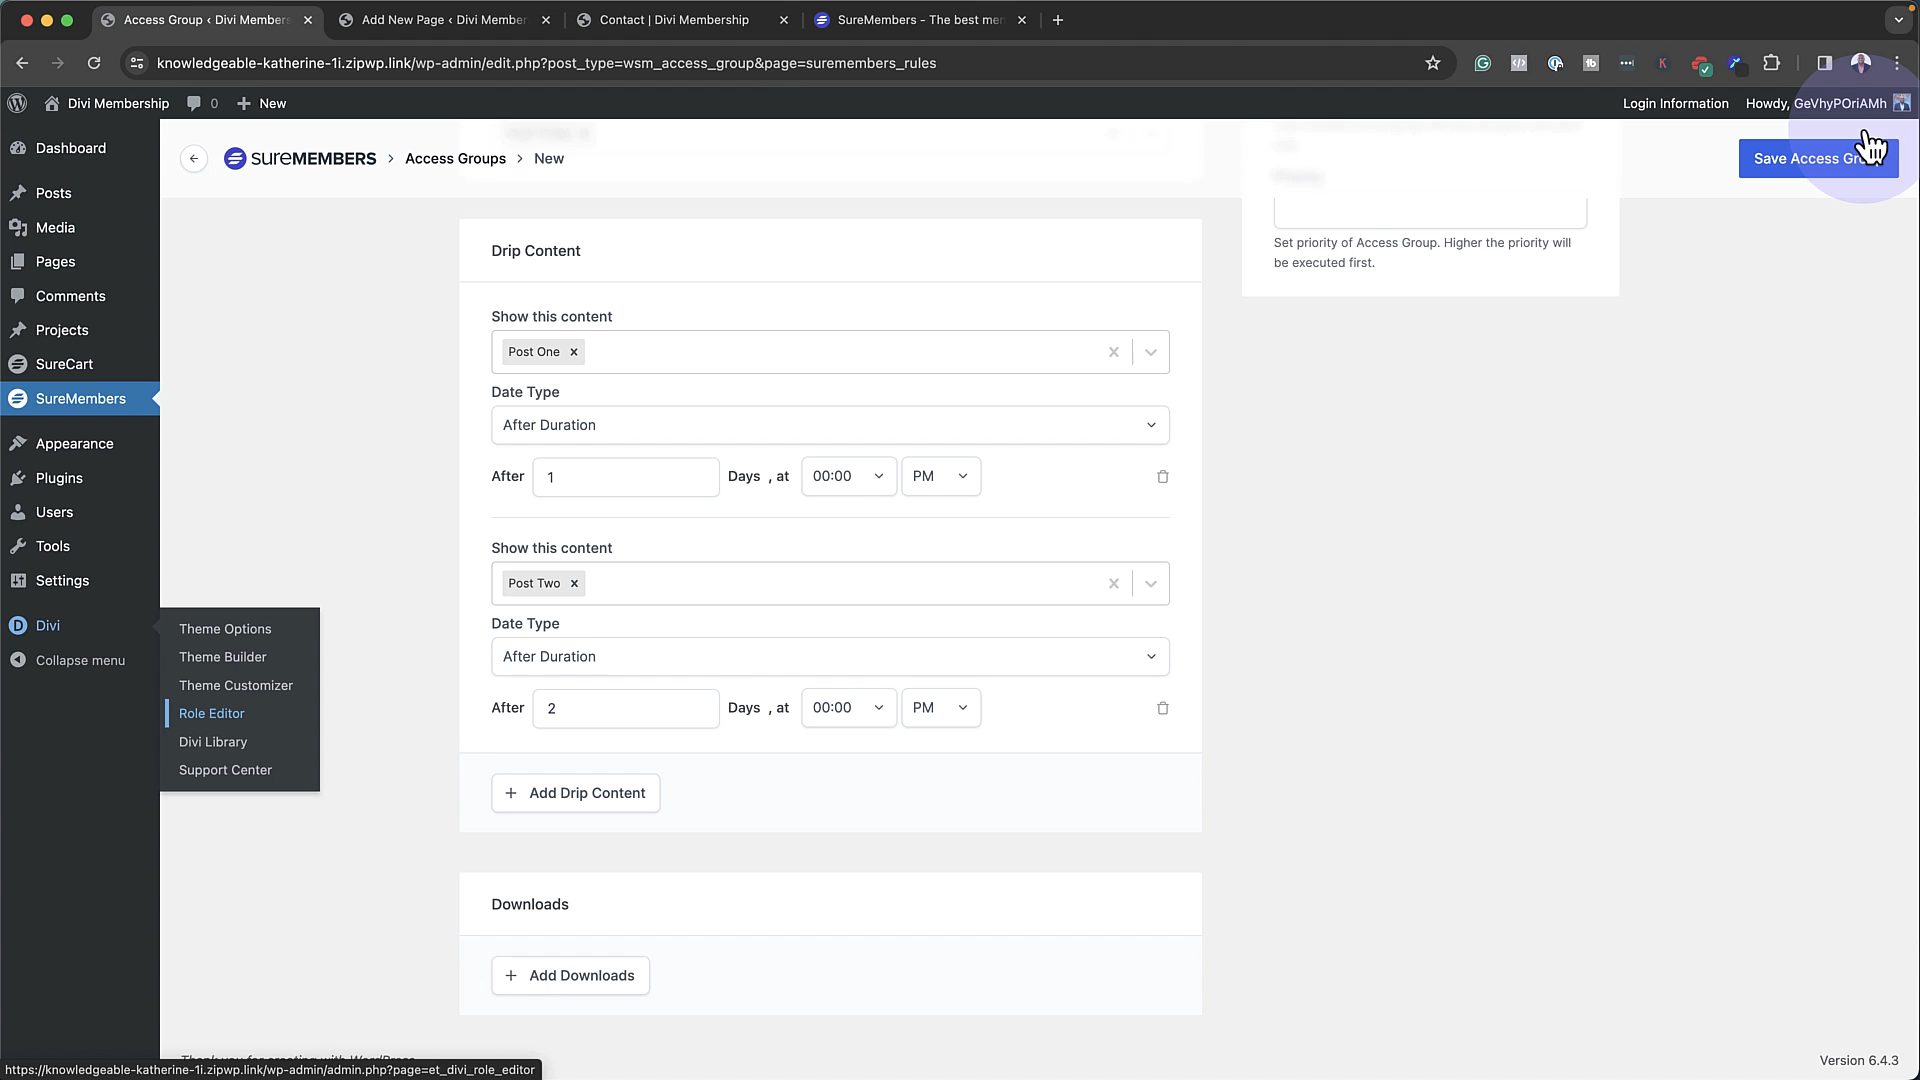 Access Group ‹ Divi Members
Add New Page ‹ Divi Member
Contact | Divi Membership
SureMembers - The best mem
knowledgeable-katherine-1i.zipwp.link/wp-admin/edit.php?post_type=wsm_access_group&page=suremembers_rules
Divi Membership
0
New
Login Information
Howdy, GeVhyPOriAMh
Dashboard
Posts
Media
Pages
Comments
Projects
SureCart
SureMembers
Appearance
Plugins
Users
Tools
Settings
Divi
Collapse menu
Theme Options
Theme Builder
Theme Customizer
Role Editor
Divi Library
Support Center
SUREMEMBERS > Access Groups > New
Save Access Gro
Set priority of Access Group. Higher the priority will
be executed first.
Drip Content
Show this content
Post One
Date Type
After Duration
After 1 Days , at 00:00 PM
Show this content
Post Two
Date Type
After Duration
After 2 Days , at 00:00 PM
Add Drip Content
Downloads
Add Downloads
Version 6.4.3
https://knowledgeable-katherine-1i.zipwp.link/wp-admin/admin.php?page=et_divi_role_editor